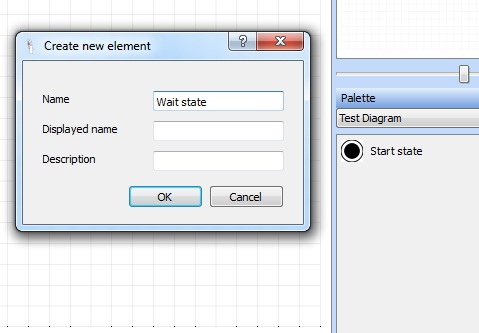 Create new element
?
Name
Wait state
Displayed name
Description
OK Cancel
Palette
Test Diagram
Start state